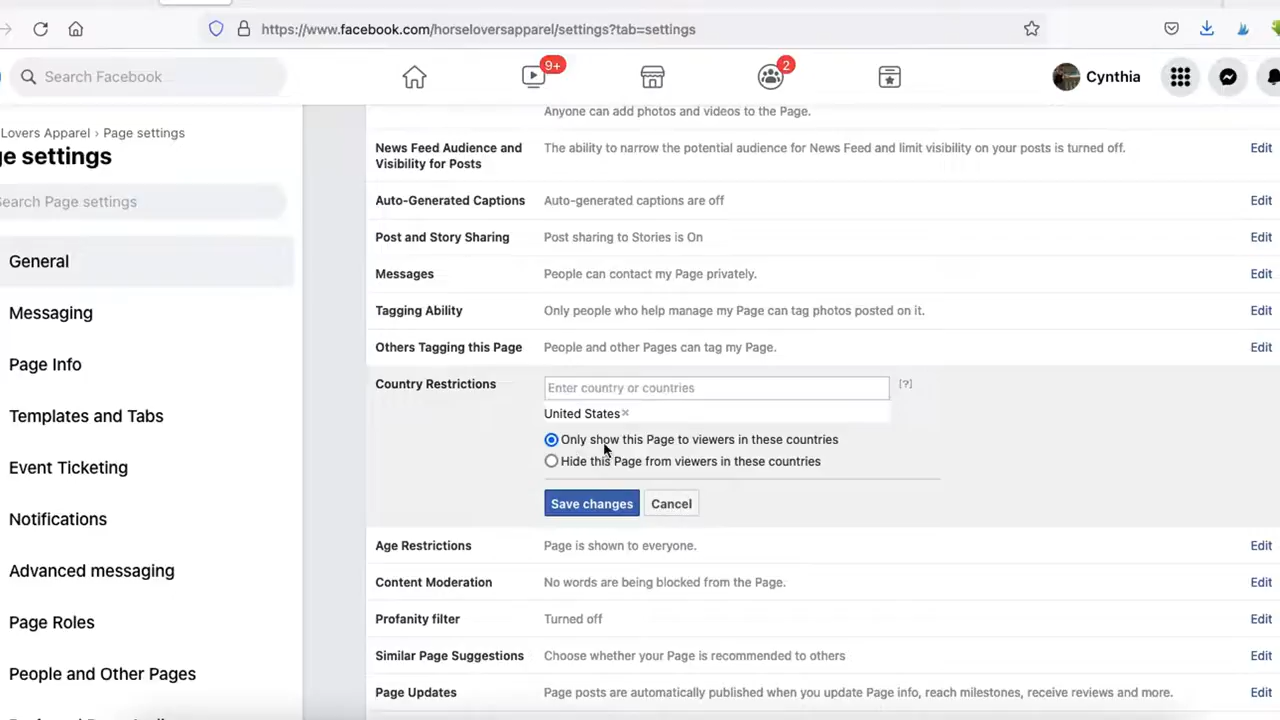 https://www.facebook.com/horseloversapparel/settings?tab=settings
Search Facebook
9+
2
Cynthia
Lovers Apparel › Page settings
ge settings
Search Page settings
General
Messaging
Page Info
Templates and Tabs
Event Ticketing
Notifications
Advanced messaging
Page Roles
People and Other Pages
Anyone can add photos and videos to the Page.
News Feed Audience and
Visibility for Posts
The ability to narrow the potential audience for News Feed and limit visibility on your posts is turned off.
Edit
Auto-Generated Captions
Auto-generated captions are off
Edit
Post and Story Sharing
Post sharing to Stories is On
Edit
Messages
People can contact my Page privately.
Edit
Tagging Ability
Only people who help manage my Page can tag photos posted on it.
Edit
Others Tagging this Page
People and other Pages can tag my Page.
Edit
Country Restrictions
Enter country or countries
[?]
United States×
Only show this Page to viewers in these countries
Hide this Page from viewers in these countries
Save changes
Cancel
Age Restrictions
Page is shown to everyone.
Edit
Content Moderation
No words are being blocked from the Page.
Edit
Profanity filter
Turned off
Edit
Similar Page Suggestions
Choose whether your Page is recommended to others
Edit
Page Updates
Page posts are automatically published when you update Page info, reach milestones, receive reviews and more.
Edit